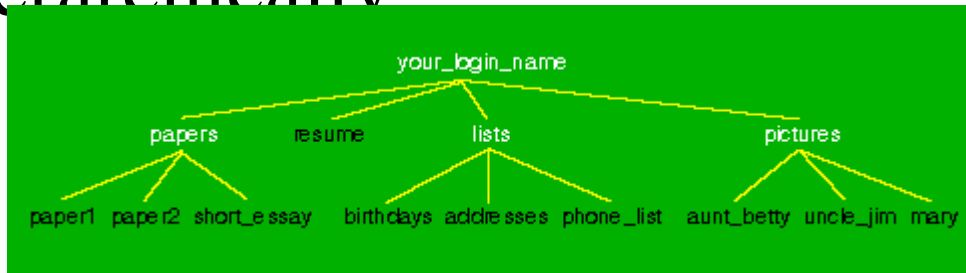 your_login_name
papers resume lists pictures
paper1 paper2 short_essay birthdays addresses phone_list aunt_betty uncle_jim mary